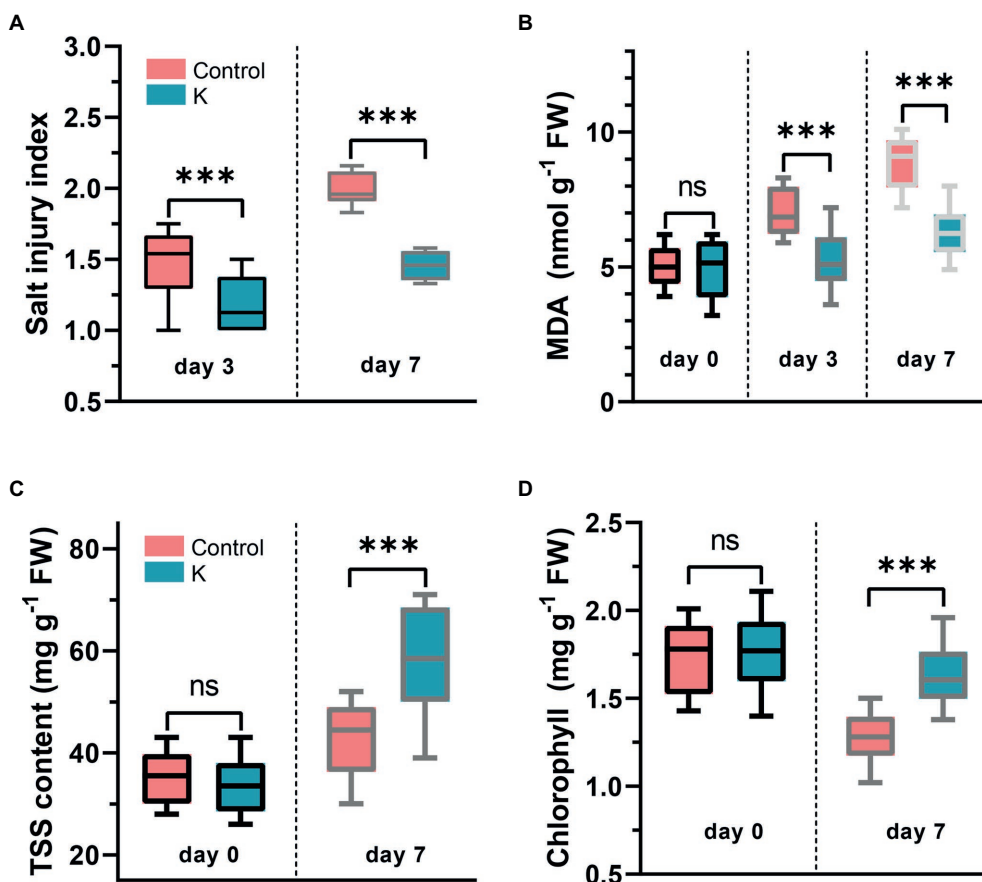 A
Salt injury index
3.0
2.5
2.0
1.5
1.0
0.5
Control
K
***
***
day 3
day 7
B
MDA (nmol g⁻¹ FW)
10
5
0
ns
***
***
day 0
day 3
day 7
C
TSS content (mg g⁻¹ FW)
80
60
40
20
Control
K
ns
***
day 0
day 7
D
Chlorophyll (mg g⁻¹ FW)
2.5
2.0
1.5
1.0
0.5
ns
***
day 0
day 7